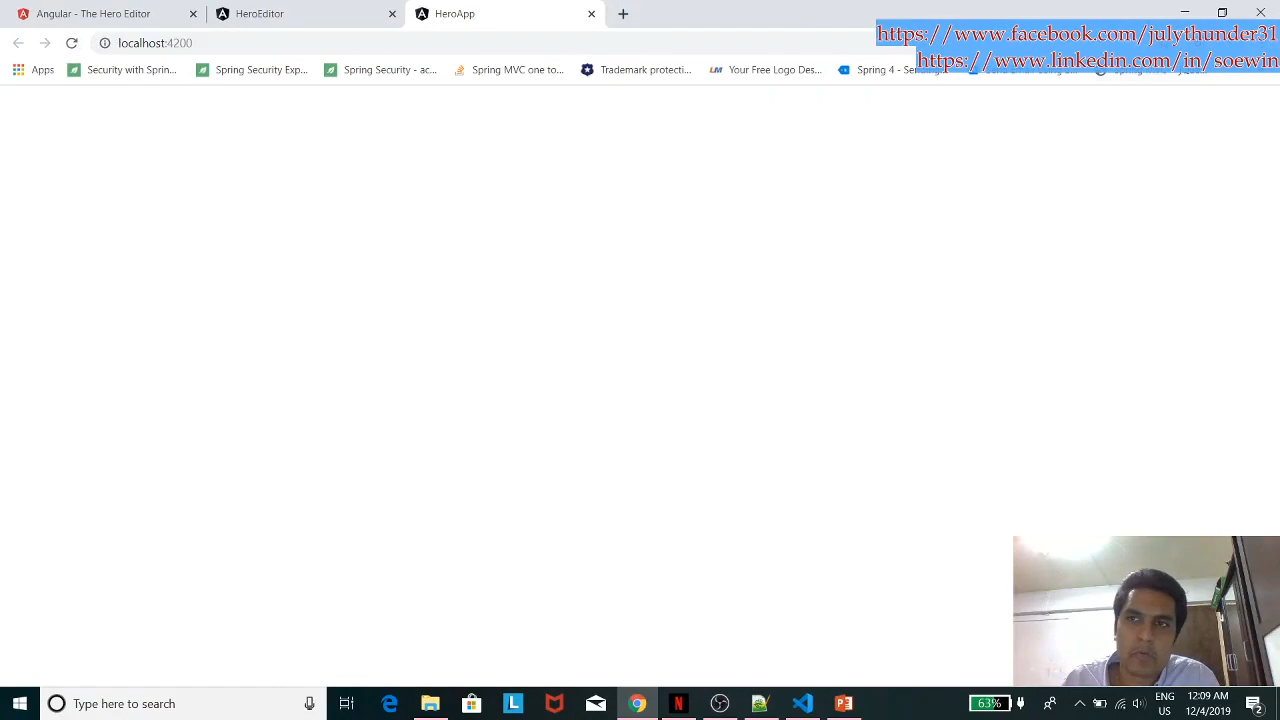 Angular - The Hero Editor
HeroEditor
HeroApp
localhost:4200
https://www.facebook.com/julythunder31
https://www.linkedin.com/in/soewin
Apps
Security with Sprin...
Spring Security Exp...
Spring Security - ac...
Spring MVC one to...
Trademark protecti...
Your Free Logo Des...
Spring 4 - Se
Type here to search
63%
ENG
US
12:09 AM
12/4/2019
2